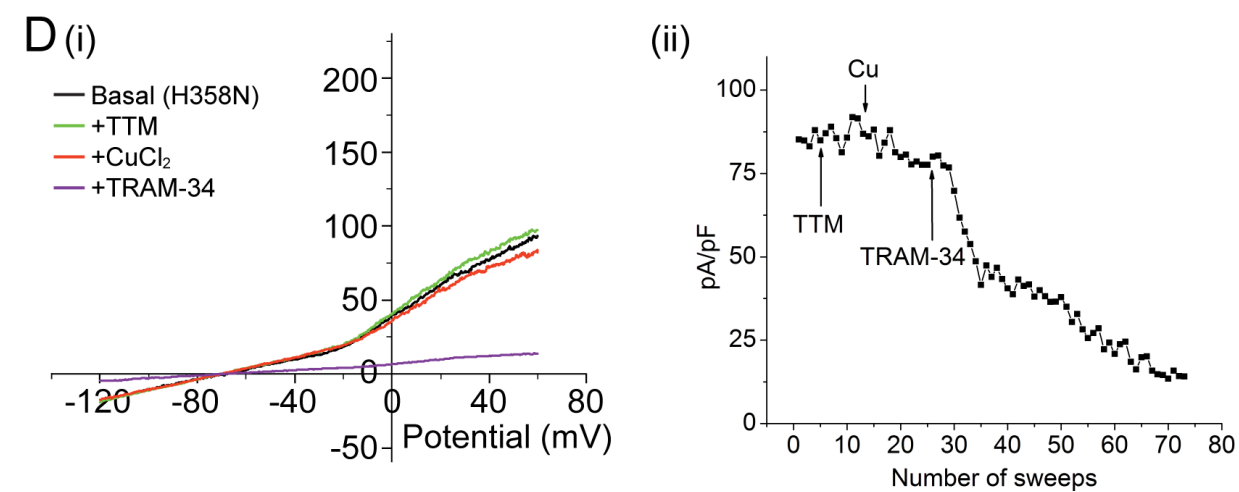 D (i)
Basal (H358N)
+TTM
+CuCl₂
+TRAM-34
200
150
100
50
0
-50
-120 -80 -40 0 40 80
Potential (mV)
(ii)
pA/pF
100
75
50
25
0
Cu
TTM
TRAM-34
0 10 20 30 40 50 60 70 80
Number of sweeps